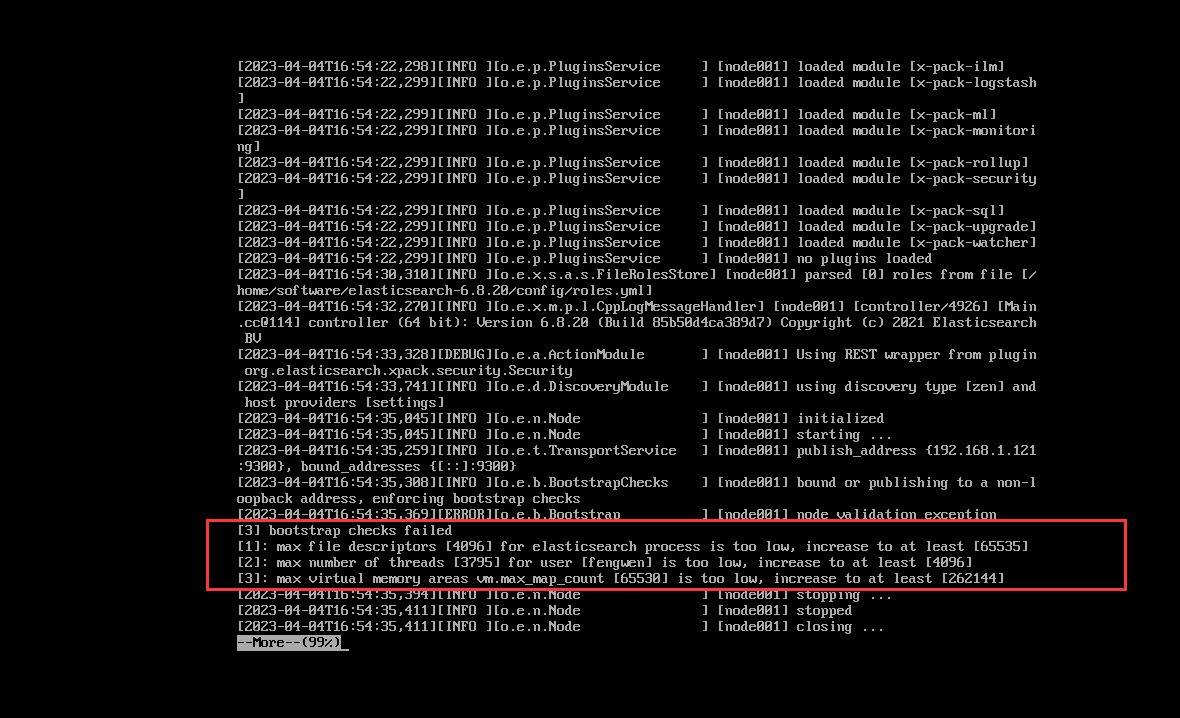 [2023-04-04T16:54:22,298][INFO ][o.e.p.PluginsService     ] [node001] loaded module [x-pack-ilm]
[2023-04-04T16:54:22,299][INFO ][o.e.p.PluginsService     ] [node001] loaded module [x-pack-logstash
]
[2023-04-04T16:54:22,299][INFO ][o.e.p.PluginsService     ] [node001] loaded module [x-pack-ml]
[2023-04-04T16:54:22,299][INFO ][o.e.p.PluginsService     ] [node001] loaded module [x-pack-monitori
ng]
[2023-04-04T16:54:22,299][INFO ][o.e.p.PluginsService     ] [node001] loaded module [x-pack-rollup]
[2023-04-04T16:54:22,299][INFO ][o.e.p.PluginsService     ] [node001] loaded module [x-pack-security
]
[2023-04-04T16:54:22,299][INFO ][o.e.p.PluginsService     ] [node001] loaded module [x-pack-sql]
[2023-04-04T16:54:22,299][INFO ][o.e.p.PluginsService     ] [node001] loaded module [x-pack-upgrade]
[2023-04-04T16:54:22,299][INFO ][o.e.p.PluginsService     ] [node001] loaded module [x-pack-watcher]
[2023-04-04T16:54:22,299][INFO ][o.e.p.PluginsService     ] [node001] no plugins loaded
[2023-04-04T16:54:30,310][INFO ][o.e.x.s.a.s.FileRolesStore] [node001] parsed [0] roles from file [/
home/software/elasticsearch-6.8.20/config/roles.yml]
[2023-04-04T16:54:32,270][INFO ][o.e.x.m.p.l.CppLogMessageHandler] [node001] [controller/4926] [Main
.cc@114] controller (64 bit): Version 6.8.20 (Build 85b50d4ca389d7) Copyright (c) 2021 Elasticsearch
 BV
[2023-04-04T16:54:33,328][DEBUG][o.e.a.ActionModule       ] [node001] Using REST wrapper from plugin
 org.elasticsearch.xpack.security.Security
[2023-04-04T16:54:33,741][INFO ][o.e.d.DiscoveryModule    ] [node001] using discovery type [zen] and
 host providers [settings]
[2023-04-04T16:54:35,045][INFO ][o.e.n.Node               ] [node001] initialized
[2023-04-04T16:54:35,045][INFO ][o.e.n.Node               ] [node001] starting ...
[2023-04-04T16:54:35,259][INFO ][o.e.t.TransportService   ] [node001] publish_address {192.168.1.121
:9300}, bound_addresses {[::]:9300}
[2023-04-04T16:54:35,308][INFO ][o.e.b.BootstrapChecks    ] [node001] bound or publishing to a non-l
oopback address, enforcing bootstrap checks
[2023-04-04T16:54:35,369][ERROR][o.e.b.Bootstrap          ] [node001] node validation exception
[3] bootstrap checks failed
[1]: max file descriptors [4096] for elasticsearch process is too low, increase to at least [65535]
[2]: max number of threads [3795] for user [fengwen] is too low, increase to at least [4096]
[3]: max virtual memory areas vm.max_map_count [65530] is too low, increase to at least [262144]
[2023-04-04T16:54:35,394][INFO ][o.e.n.Node               ] [node001] stopping ...
[2023-04-04T16:54:35,411][INFO ][o.e.n.Node               ] [node001] stopped
[2023-04-04T16:54:35,411][INFO ][o.e.n.Node               ] [node001] closing ...
--More--(99%)